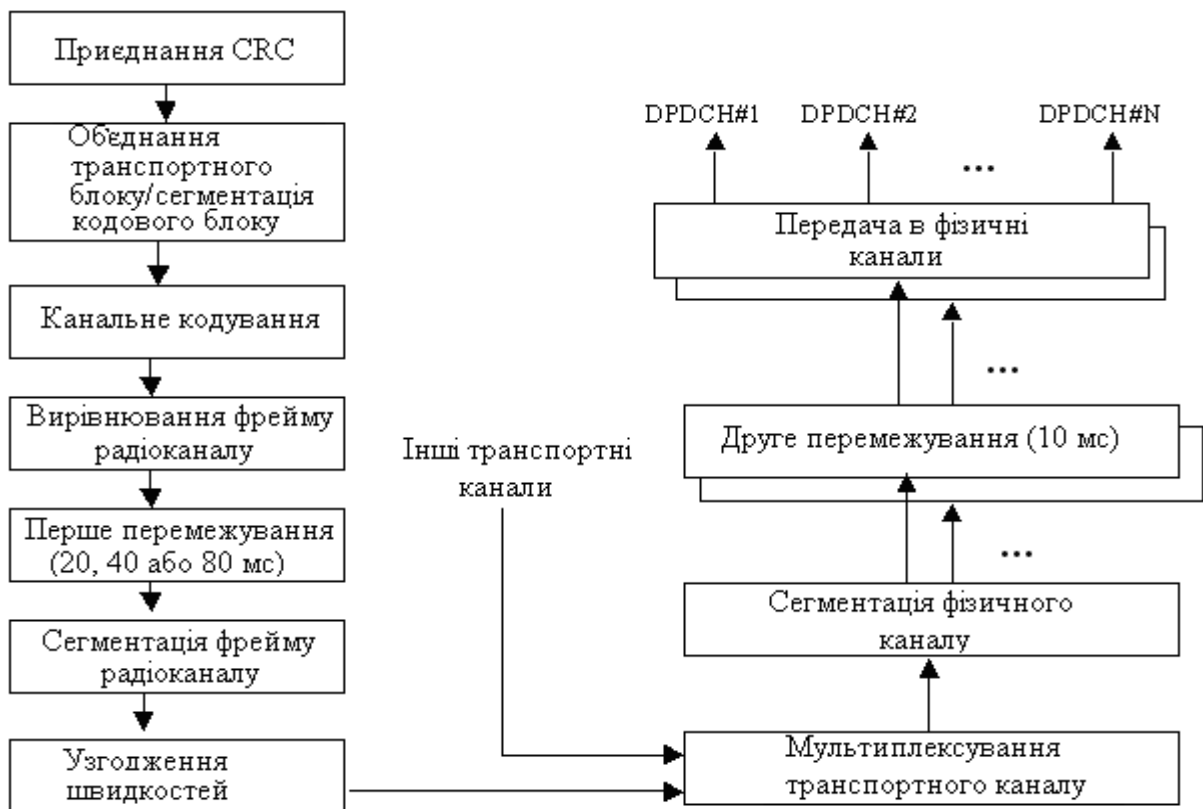 Приєднання CRC
Об'єднання
транспортного
блоку/сегментація
кодового блоку
Канальне кодування
Вирівнювання фрейму
радіоканалу
Перше перемежування
(20, 40 або 80 мс)
Сегментація фрейму
радіоканалу
Узгодження
швидкостей
Інші транспортні
канали
DPDCH#1 DPDCH#2 DPDCH#N
...
Передача в фізичні
канали
...
Друге перемежування (10 мс)
...
Сегментація фізичного
каналу
Мультиплексування
транспортного каналу